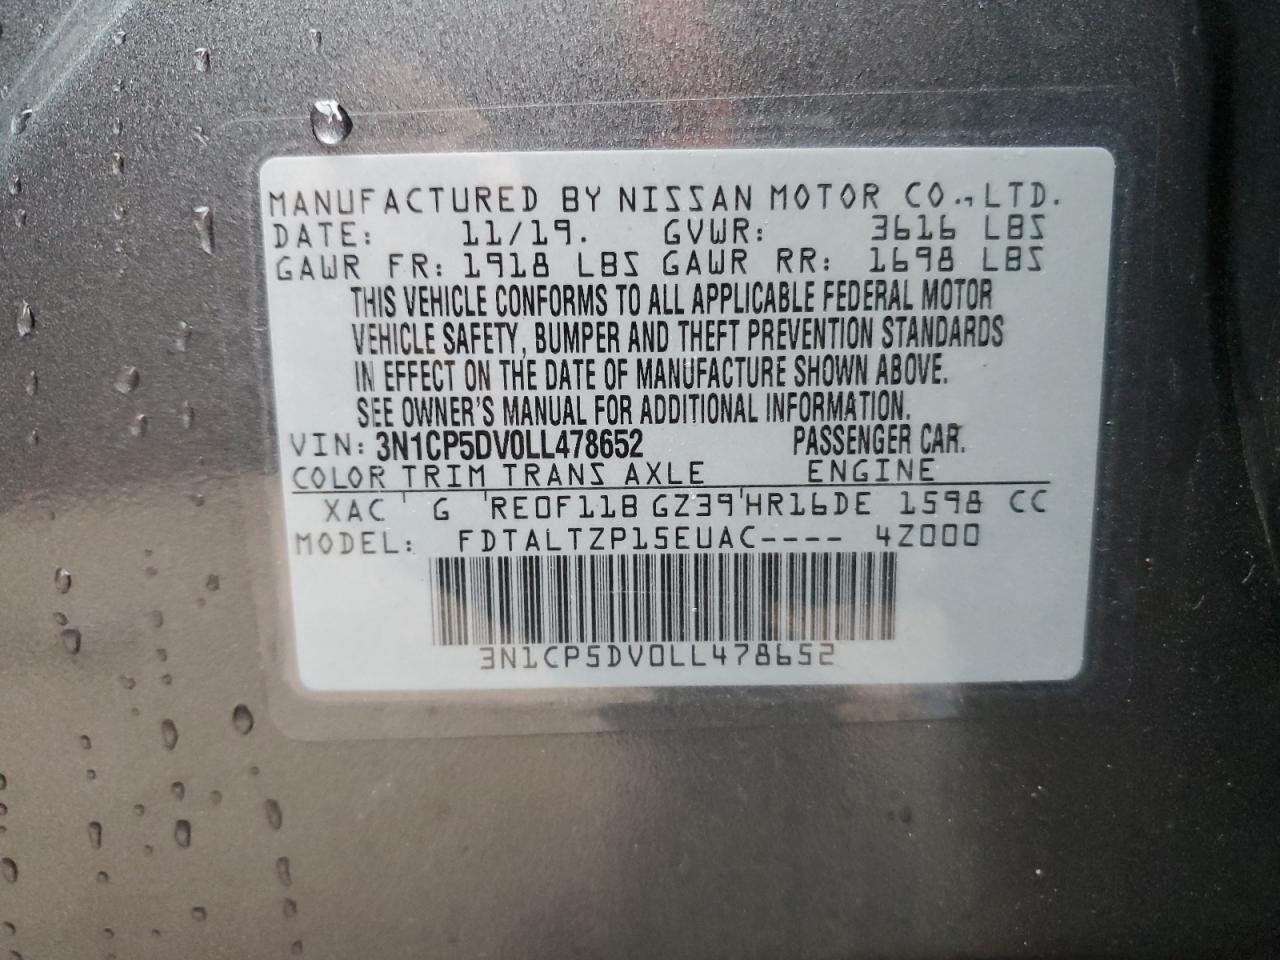 MANUFACTURED BY NISSAN MOTOR CO., LTD.
DATE: 11/19. GVWR: 3616 LBS
GAWR FR: 1918 LBS GAWR RR: 1698 LBS
THIS VEHICLE CONFORMS TO ALL APPLICABLE FEDERAL MOTOR
VEHICLE SAFETY, BUMPER AND THEFT PREVENTION STANDARDS
IN EFFECT ON THE DATE OF MANUFACTURE SHOWN ABOVE.
SEE OWNER'S MANUAL FOR ADDITIONAL INFORMATION.
VIN: 3N1CP5DV0LL478652 PASSENGER CAR.
COLOR TRIM TRANS AXLE ENGINE
XAC ' G 'RE0F11B GZ39'HR16DE 1598 CC
MODEL: FDTALTZP15EUAC---- 4Z000
3N1CP5DV0LL478652